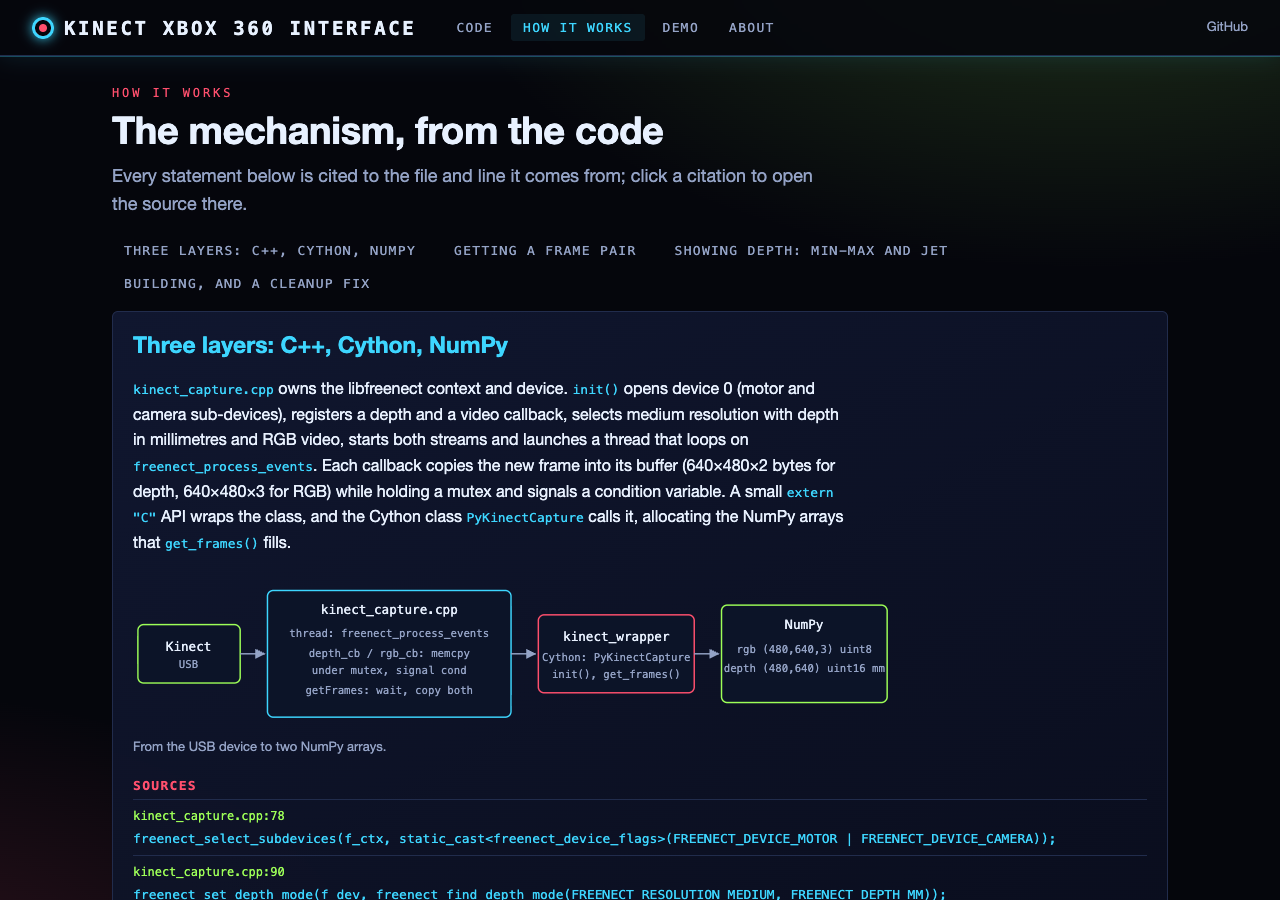 KINECT XBOX 360 INTERFACE
CODE
HOW IT WORKS
DEMO
ABOUT
GitHub
HOW IT WORKS
The mechanism, from the code
Every statement below is cited to the file and line it comes from; click a citation to open
the source there.
THREE LAYERS: C++, CYTHON, NUMPY
GETTING A FRAME PAIR
SHOWING DEPTH: MIN-MAX AND JET
BUILDING, AND A CLEANUP FIX
Three layers: C++, Cython, NumPy
kinect_capture.cpp owns the libfreenect context and device. init() opens device 0 (motor and
camera sub-devices), registers a depth and a video callback, selects medium resolution with depth
in millimetres and RGB video, starts both streams and launches a thread that loops on
freenect_process_events. Each callback copies the new frame into its buffer (640×480×2 bytes for
depth, 640×480×3 for RGB) while holding a mutex and signals a condition variable. A small extern
"C" API wraps the class, and the Cython class PyKinectCapture calls it, allocating the NumPy arrays
that get_frames() fills.
Kinect
USB
kinect_capture.cpp
thread: freenect_process_events
depth_cb / rgb_cb: memcpy
under mutex, signal cond
getFrames: wait, copy both
kinect_wrapper
Cython: PyKinectCapture
init(), get_frames()
NumPy
rgb (480,640,3) uint8
depth (480,640) uint16 mm
From the USB device to two NumPy arrays.
SOURCES
kinect_capture.cpp:78
freenect_select_subdevices(f_ctx, static_cast<freenect_device_flags>(FREENECT_DEVICE_MOTOR | FREENECT_DEVICE_CAMERA));
kinect_capture.cpp:90
freenect_set_depth_mode(f_dev, freenect_find_depth_mode(FREENECT_RESOLUTION_MEDIUM, FREENECT_DEPTH_MM));